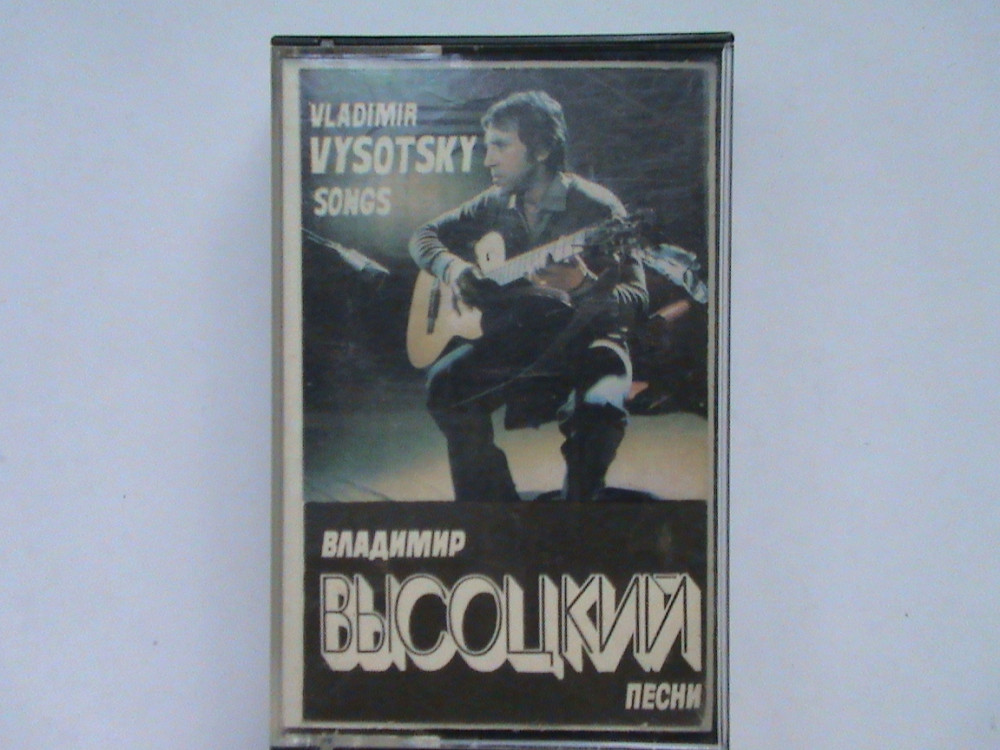 VLADIMIR
VYSOTSKY
SONGS
ВЛАДИМИР
ВЫСОЦКИЙ
ПЕСНИ